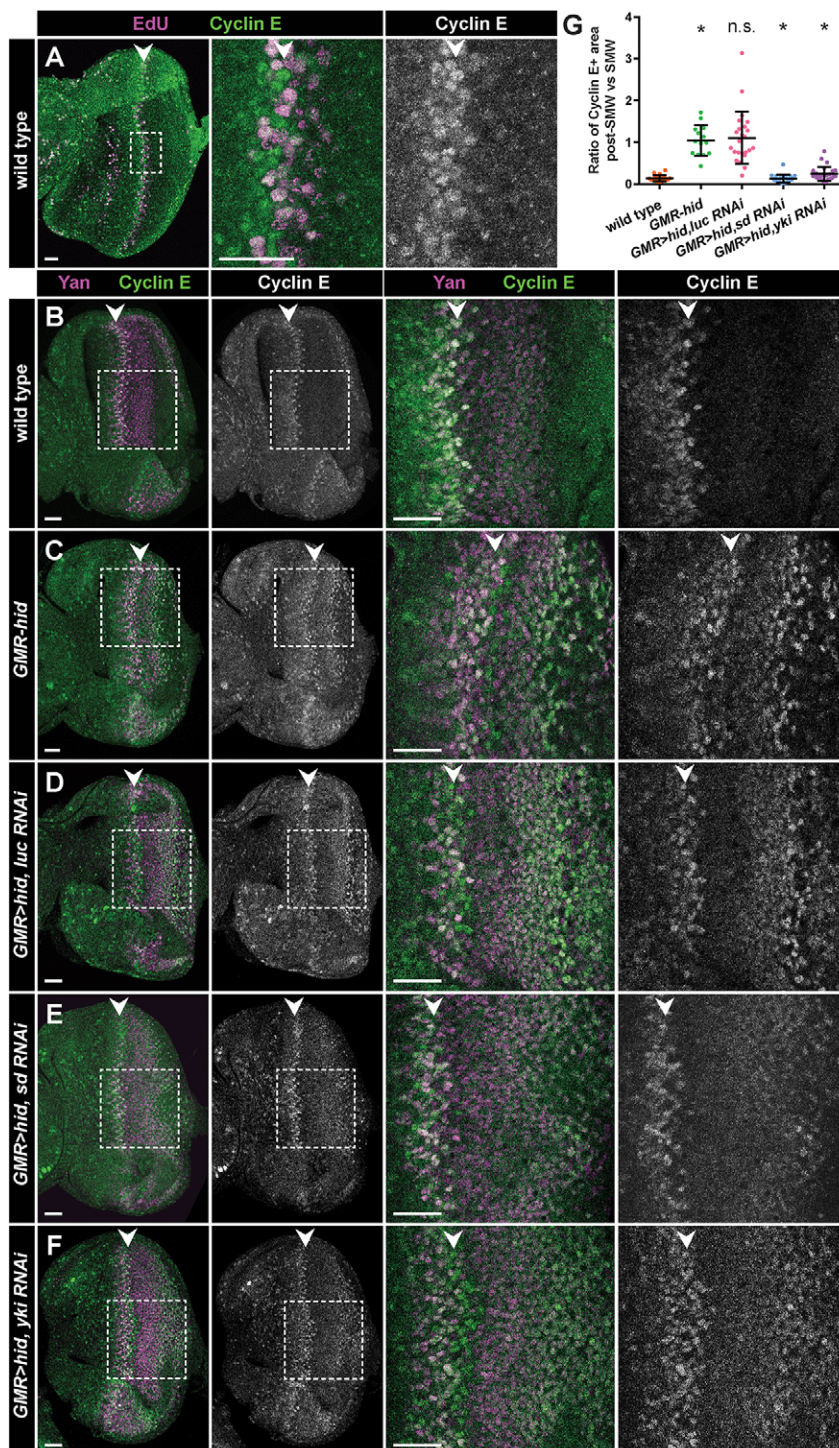 EdU Cyclin E Cyclin E
A
wild type
G
Ratio of Cyclin E+ area
post-SMW vs SMW
4
3
2
1
0
* n.s. * *
wild type
GMR-hid
GMR>hid,luc RNAi
GMR>hid,sd RNAi
GMR>hid,yki RNAi
Yan Cyclin E Cyclin E Yan Cyclin E Cyclin E
B
wild type
C
GMR-hid
D
GMR>hid, luc RNAi
E
GMR>hid, sd RNAi
F
GMR>hid, yki RNAi